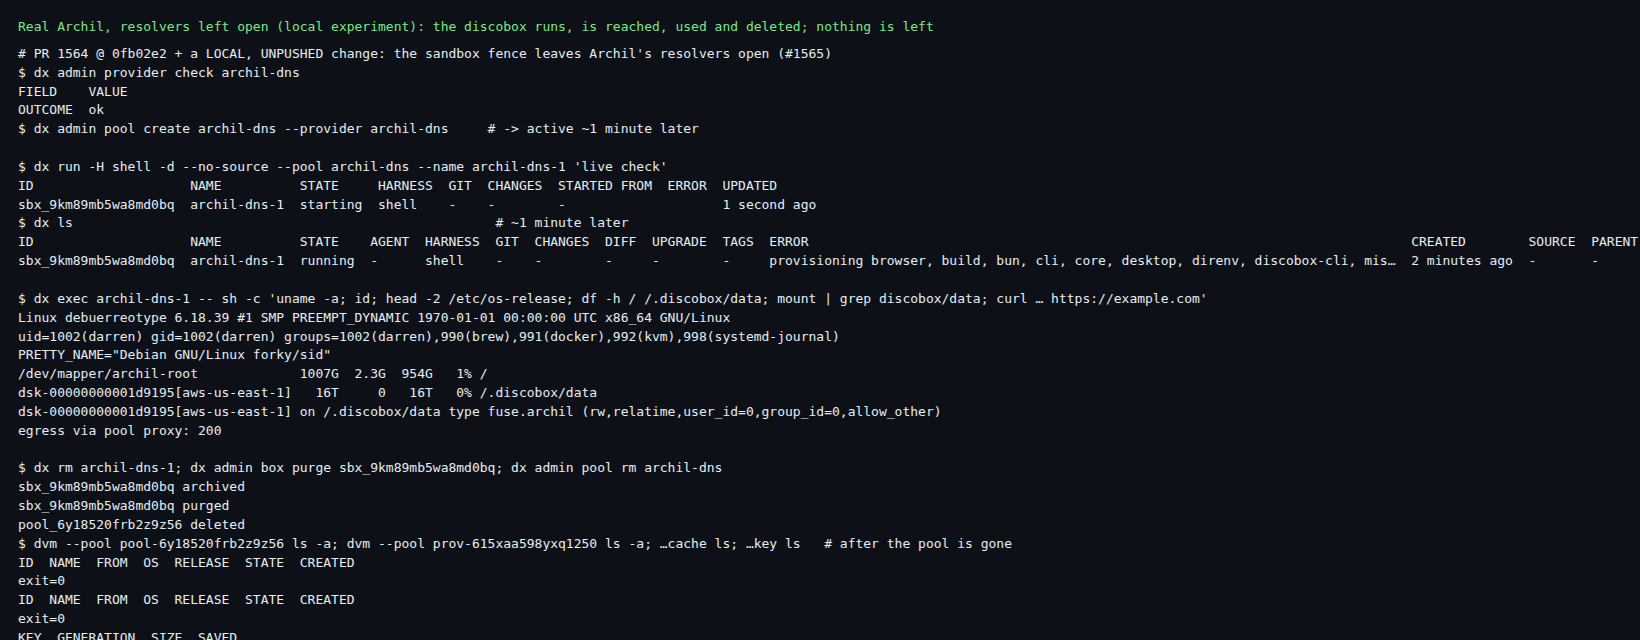 Real Archil, resolvers left open (local experiment): the discobox runs, is reached, used and deleted; nothing is left
# PR 1564 @ 0fb02e2 + a LOCAL, UNPUSHED change: the sandbox fence leaves Archil's resolvers open (#1565)
$ dx admin provider check archil-dns
FIELD    VALUE
OUTCOME  ok
$ dx admin pool create archil-dns --provider archil-dns     # -> active ~1 minute later
$ dx run -H shell -d --no-source --pool archil-dns --name archil-dns-1 'live check'
ID                    NAME          STATE     HARNESS  GIT  CHANGES  STARTED FROM  ERROR  UPDATED
sbx_9km89mb5wa8md0bq  archil-dns-1  starting  shell    -    -        -                    1 second ago
$ dx ls                                                      # ~1 minute later
ID                    NAME          STATE    AGENT  HARNESS  GIT  CHANGES  DIFF  UPGRADE  TAGS  ERROR                                                                             CREATED        SOURCE  PARENT
sbx_9km89mb5wa8md0bq  archil-dns-1  running  -      shell    -    -        -     -        -     provisioning browser, build, bun, cli, core, desktop, direnv, discobox-cli, mis…  2 minutes ago  -       -
$ dx exec archil-dns-1 -- sh -c 'uname -a; id; head -2 /etc/os-release; df -h / /.discobox/data; mount | grep discobox/data; curl … https://example.com'
Linux debuerreotype 6.18.39 #1 SMP PREEMPT_DYNAMIC 1970-01-01 00:00:00 UTC x86_64 GNU/Linux
uid=1002(darren) gid=1002(darren) groups=1002(darren),990(brew),991(docker),992(kvm),998(systemd-journal)
PRETTY_NAME="Debian GNU/Linux forky/sid"
/dev/mapper/archil-root             1007G  2.3G  954G   1% /
dsk-00000000001d9195[aws-us-east-1]   16T     0   16T   0% /.discobox/data
dsk-00000000001d9195[aws-us-east-1] on /.discobox/data type fuse.archil (rw,relatime,user_id=0,group_id=0,allow_other)
egress via pool proxy: 200
$ dx rm archil-dns-1; dx admin box purge sbx_9km89mb5wa8md0bq; dx admin pool rm archil-dns
sbx_9km89mb5wa8md0bq archived
sbx_9km89mb5wa8md0bq purged
pool_6y18520frb2z9z56 deleted
$ dvm --pool pool-6y18520frb2z9z56 ls -a; dvm --pool prov-615xaa598yxq1250 ls -a; …cache ls; …key ls   # after the pool is gone
ID  NAME  FROM  OS  RELEASE  STATE  CREATED
exit=0
ID  NAME  FROM  OS  RELEASE  STATE  CREATED
exit=0
KEY  GENERATION  SIZE  SAVED